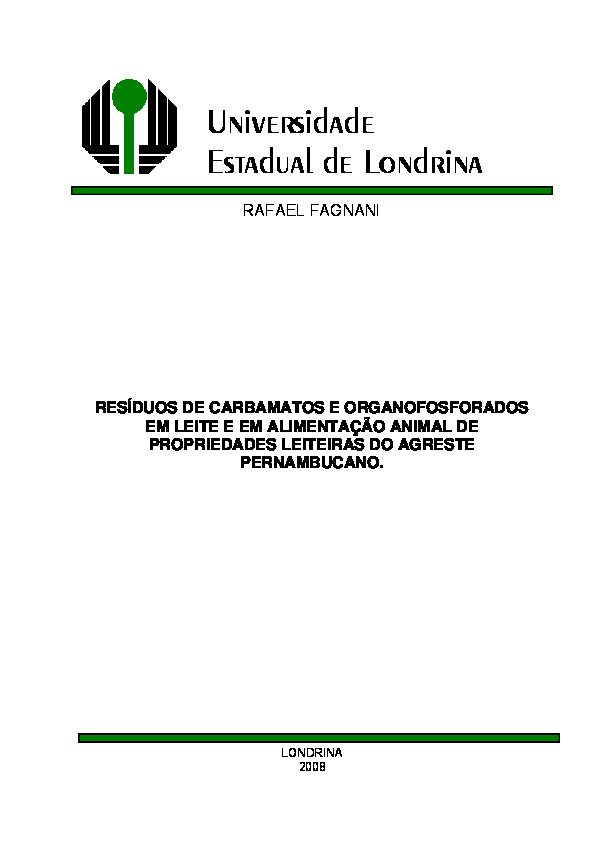 Universidade
Estadual de Londrina
RAFAEL FAGNANI
RESÍDUOS DE CARBAMATOS E ORGANOFOSFORADOS
EM LEITE E EM ALIMENTAÇÃO ANIMAL DE
PROPRIEDADES LEITEIRAS DO AGRESTE
PERNAMBUCANO.
LONDRINA
2008